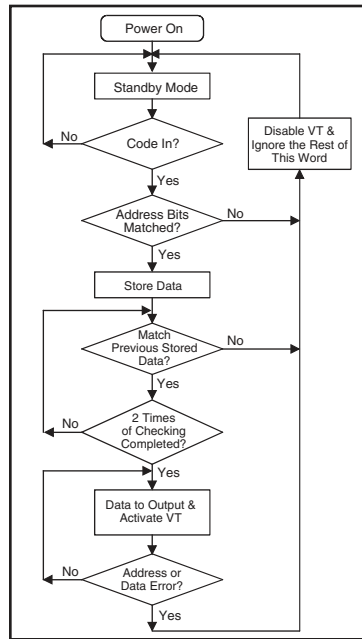 Power On
Standby Mode
No
Code In?
Disable VT &
Ignore the Rest of
This Word
Yes
Address Bits
Matched?
No
Yes
Store Data
Match
Previous Stored
Data?
No
Yes
2 Times
of Checking
Completed?
No
Yes
Data to Output &
Activate VT
No
Address or
Data Error?
Yes